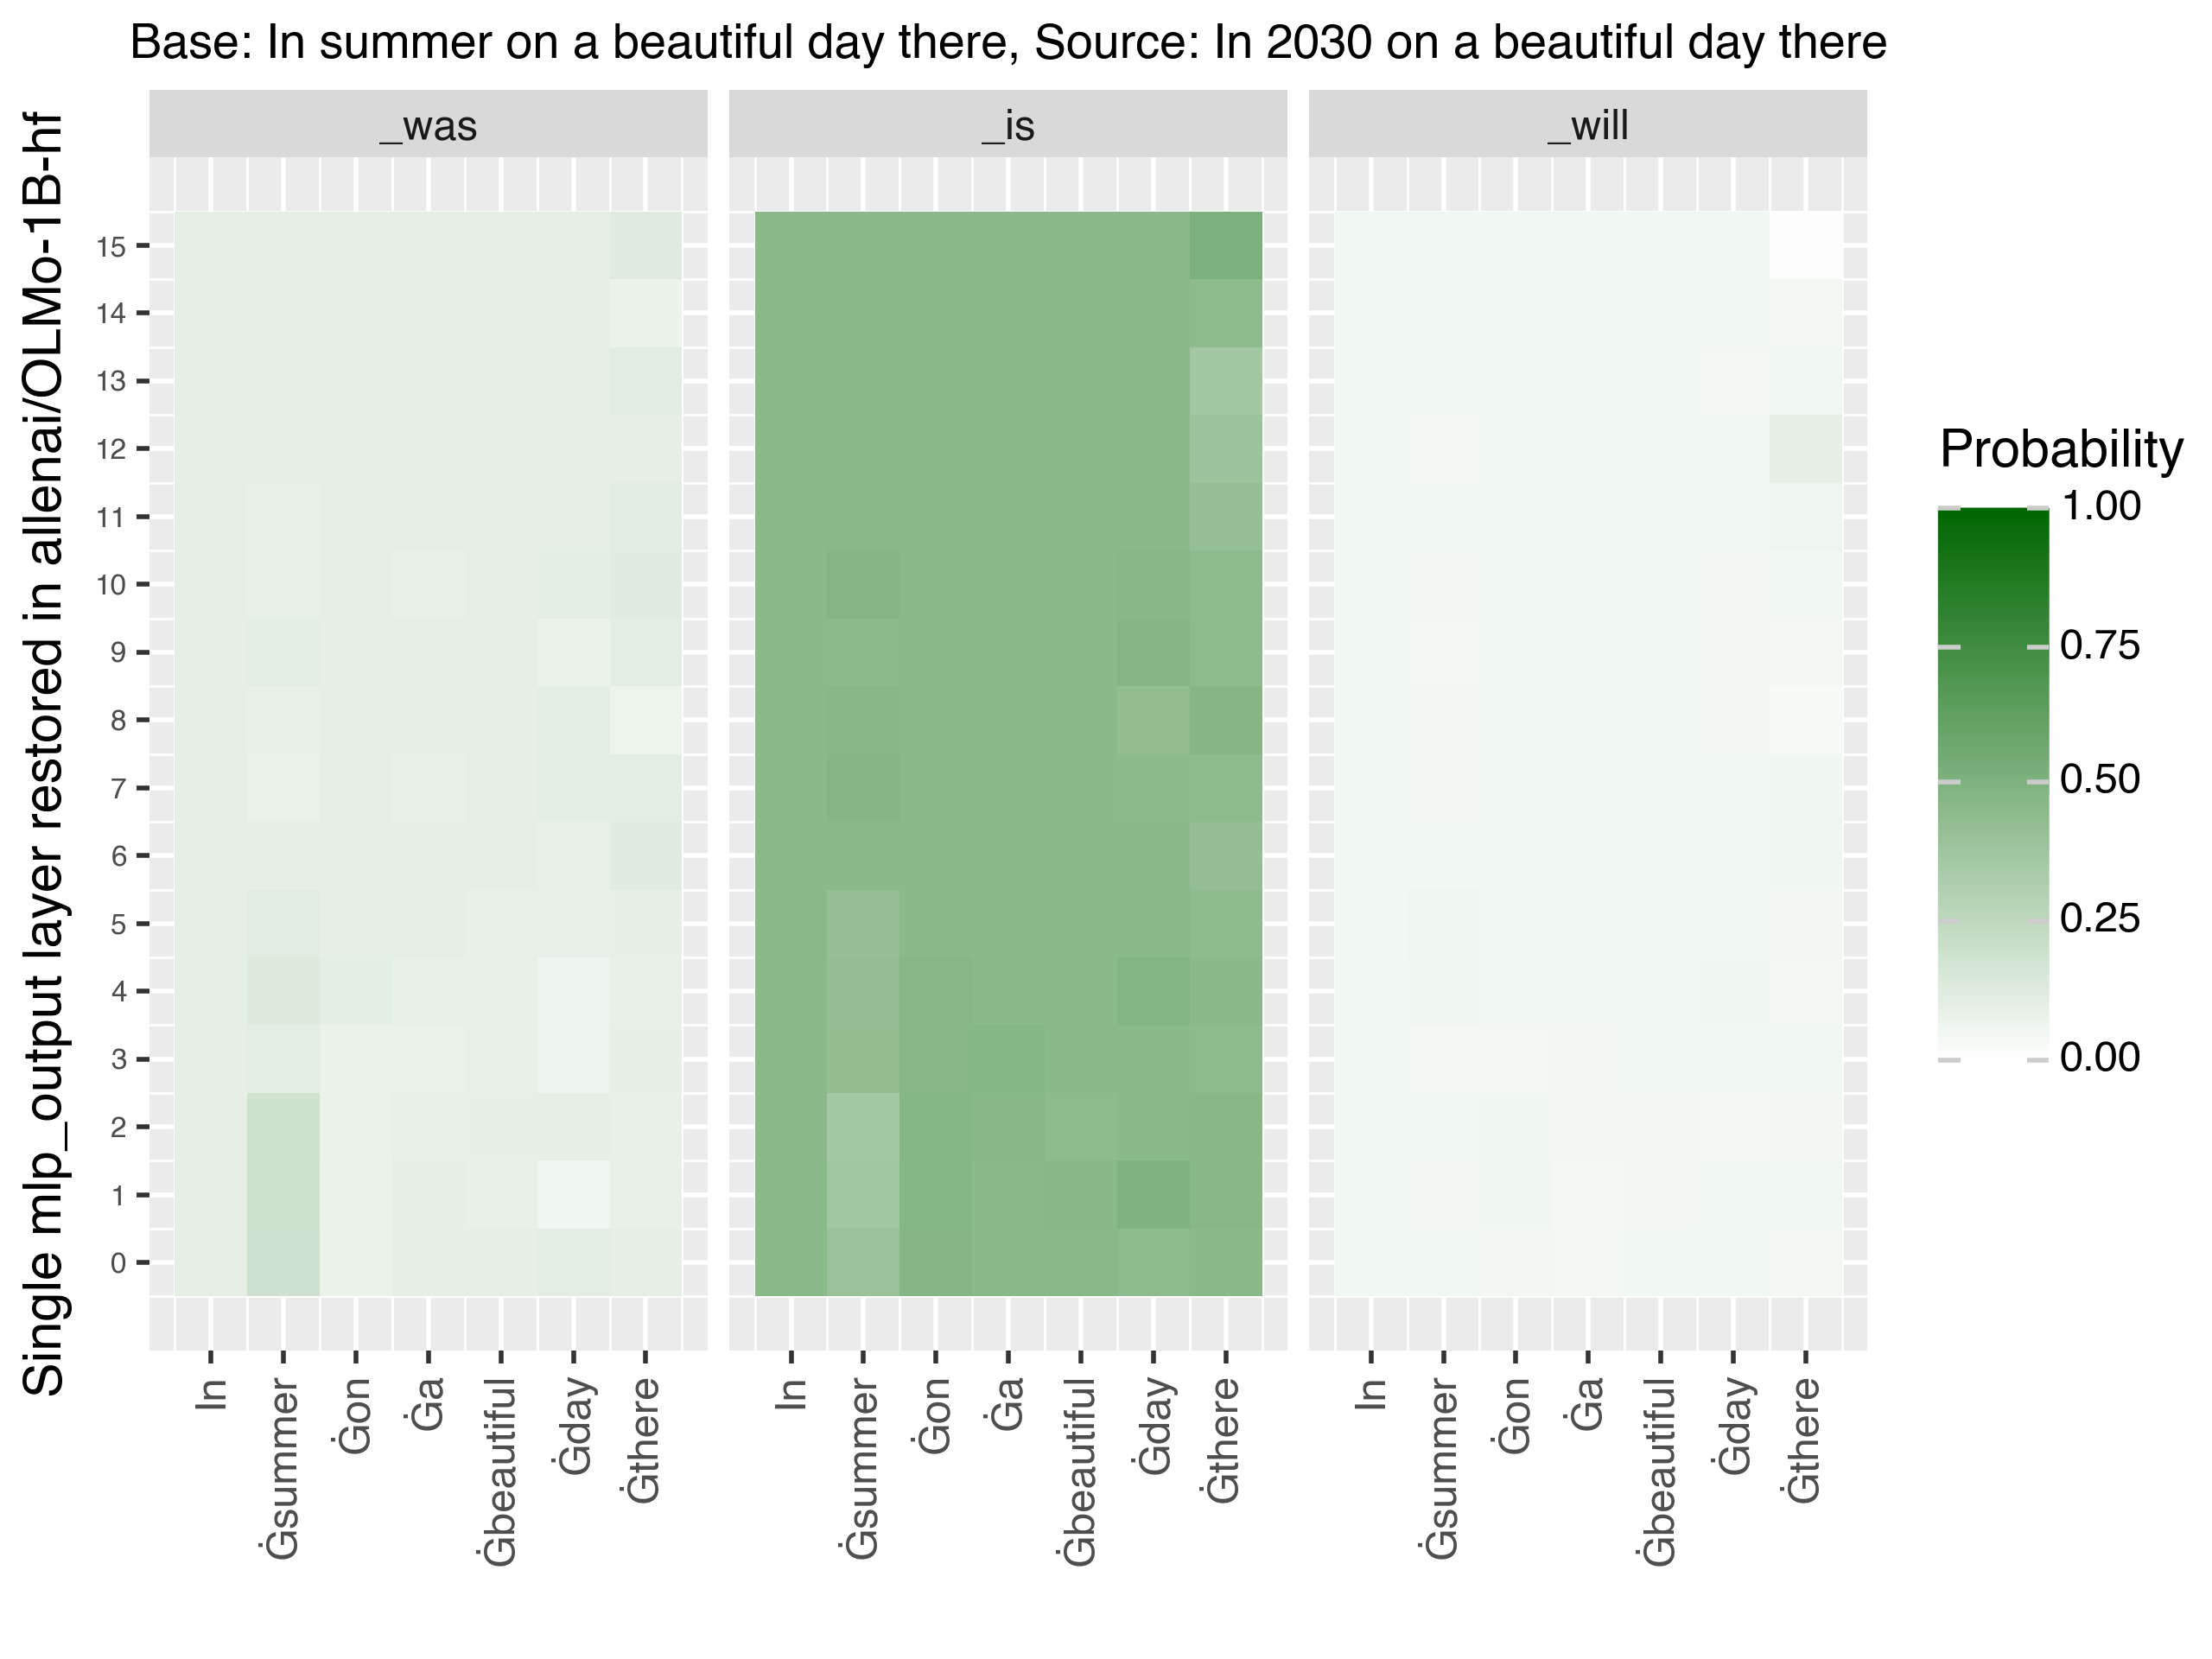 Base: In summer on a beautiful day there, Source: In 2030 on a beautiful day there
Single mlp_output layer restored in allenai/OLMo-1B-hf
_was
_is
_will
15
14
13
12
11
10
9
8
7
6
5
4
3
2
1
0
In
Ġsummer
Ġon
Ġa
Ġbeautiful
Ġday
Ġthere
In
Ġsummer
Ġon
Ġa
Ġbeautiful
Ġday
Ġthere
In
Ġsummer
Ġon
Ġa
Ġbeautiful
Ġday
Ġthere
Probability
1.00
0.75
0.50
0.25
0.00